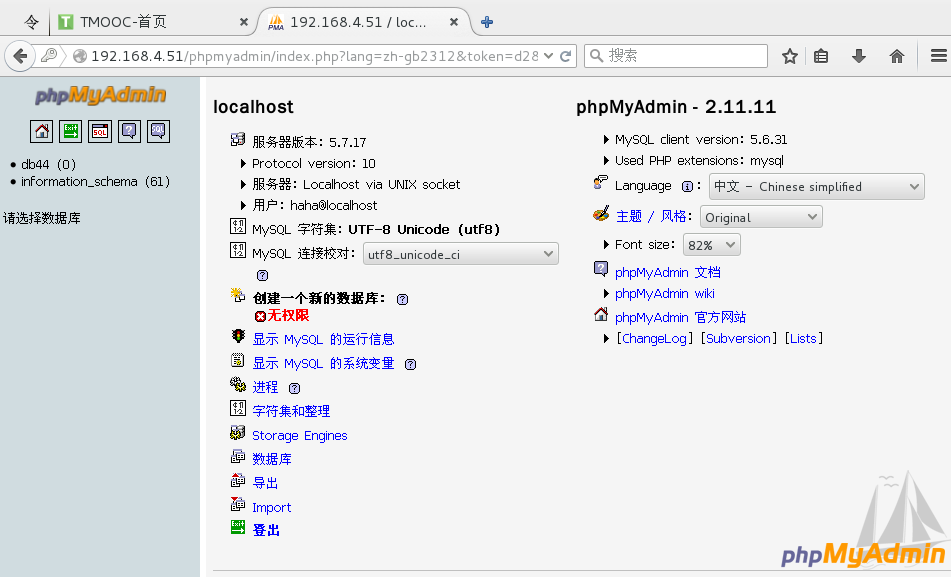 TMOOC-首页
PMA 192.168.4.51 / loc...
192.168.4.51/phpmyadmin/index.php?lang=zh-gb2312&token=d28
搜索
phpMyAdmin
Exit
SQL
SQL
db44 (0)
information_schema (61)
请选择数据库
localhost
服务器版本: 5.7.17
Protocol version: 10
服务器: Localhost via UNIX socket
用户: haha@localhost
MySQL 字符集: UTF-8 Unicode (utf8)
MySQL 连接校对: utf8_unicode_ci
创建一个新的数据库:
无权限
显示 MySQL 的运行信息
显示 MySQL 的系统变量
进程
字符集和整理
Storage Engines
数据库
导出
Import
Exit 登出
phpMyAdmin - 2.11.11
MySQL client version: 5.6.31
Used PHP extensions: mysql
Language : 中文 - Chinese simplified
主题 / 风格: Original
Font size: 82%
phpMyAdmin 文档
phpMyAdmin wiki
phpMyAdmin 官方网站
[ChangeLog] [Subversion] [Lists]
phpMyAdmin